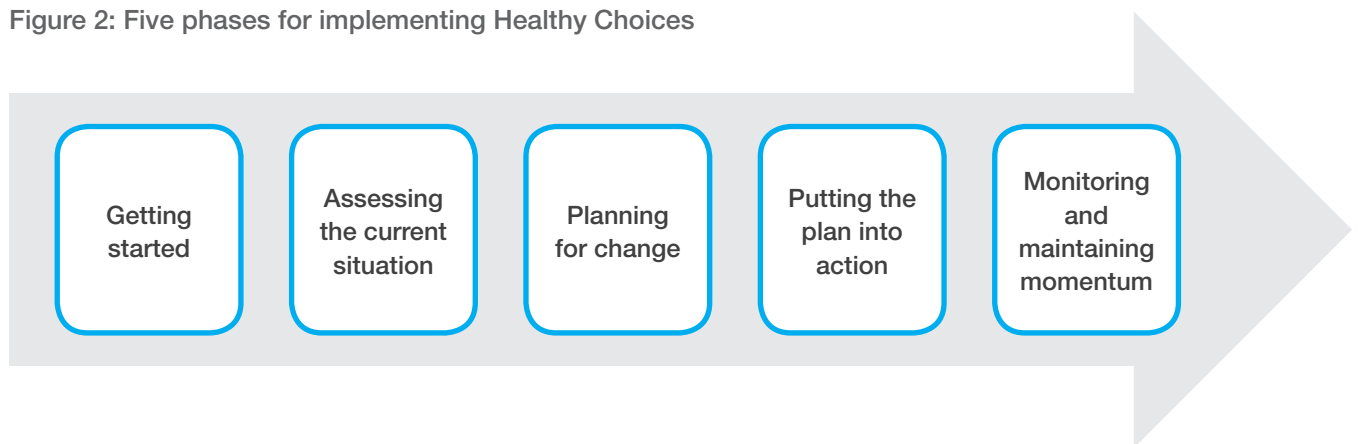 Figure 2: Five phases for implementing Healthy Choices
Getting
started
Assessing
the current
situation
Planning
for change
Putting the
plan into
action
Monitoring
and
maintaining
momentum